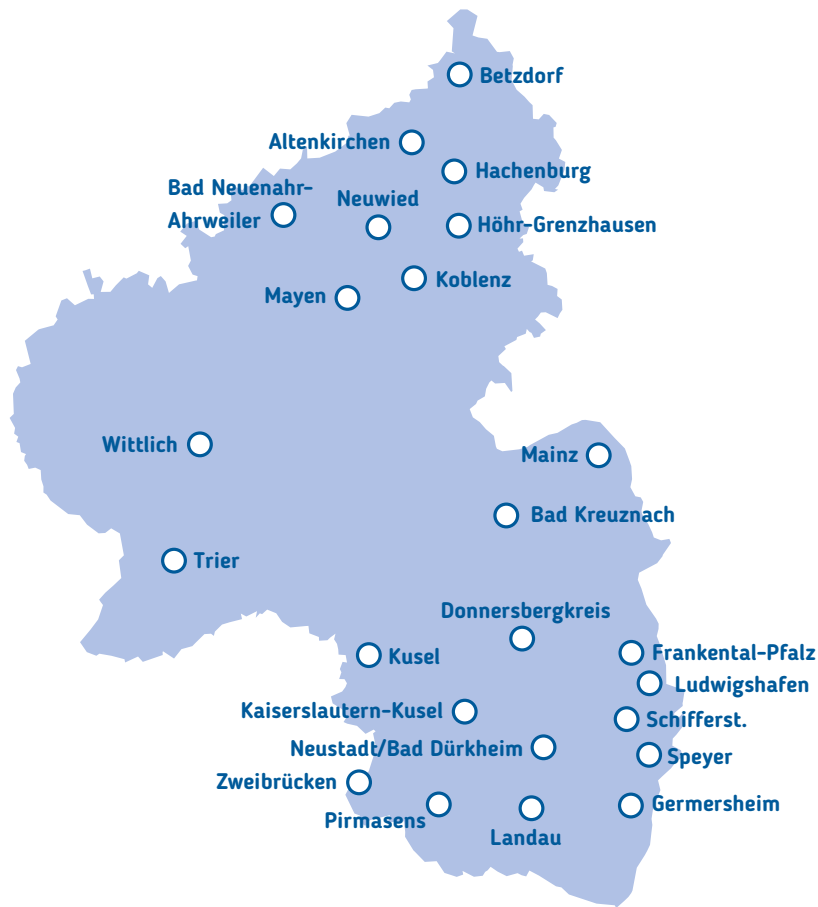 Betzdorf
Altenkirchen
Hachenburg
Bad Neuenahr-
Ahrweiler
Neuwied
Höhr-Grenzhausen
Koblenz
Mayen
Wittlich
Mainz
Bad Kreuznach
Trier
Donnersbergkreis
Kusel
Frankental-Pfalz
Ludwigshafen
Kaiserslautern-Kusel
Schifferst.
Neustadt/Bad Dürkheim
Speyer
Zweibrücken
Pirmasens
Landau
Germersheim